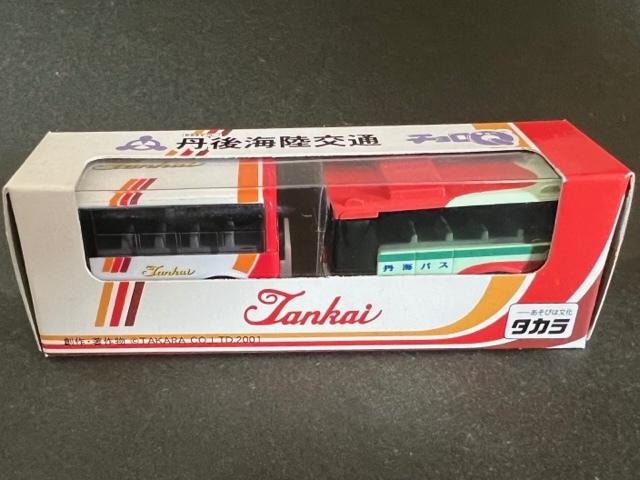 丹後海陸交通
チョロQ
Tankai
Tankai
丹海バス
Tankai
創作・著作物 ©TAKARA CO.LTD.2001
——あそびは文化
タカラ